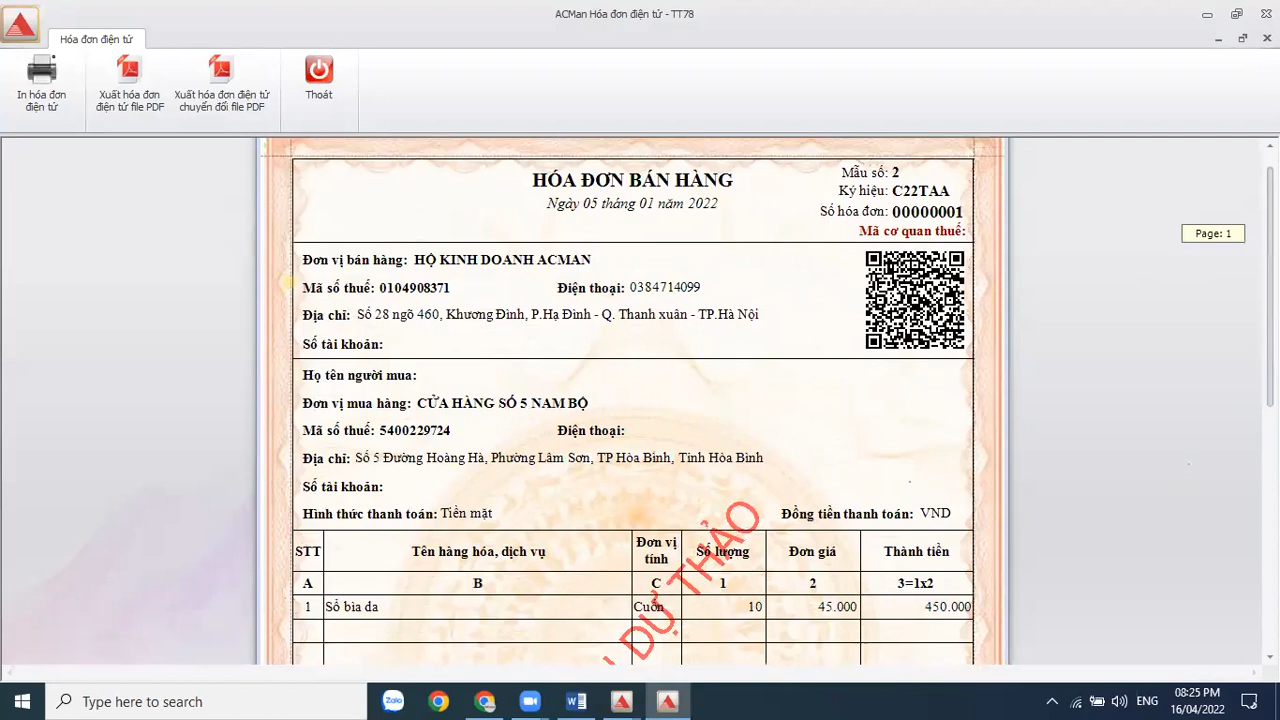 ACMan Hóa đơn điện tử - TT78
Hóa đơn điện tử
In hóa đơn điện tử
Xuất hóa đơn điện tử file PDF
Xuất hóa đơn điện tử chuyển đổi file PDF
Thoát
HÓA ĐƠN BÁN HÀNG
Ngày 05 tháng 01 năm 2022
Mẫu số: 2
Ký hiệu: C22TAA
Số hóa đơn: 00000001
Mã cơ quan thuế:
Page: 1
Đơn vị bán hàng: HỘ KINH DOANH ACMAN
Mã số thuế: 0104908371 Điện thoại: 0384714099
Địa chỉ: Số 28 ngõ 460, Khương Đình, P.Hạ Đình - Q. Thanh xuân - TP.Hà Nội
Số tài khoản:
Họ tên người mua:
Đơn vị mua hàng: CỬA HÀNG SỐ 5 NAM BỘ
Mã số thuế: 5400229724 Điện thoại:
Địa chỉ: Số 5 Đường Hoàng Hà, Phường Lâm Sơn, TP Hòa Bình, Tỉnh Hòa Bình
Số tài khoản:
Hình thức thanh toán: Tiền mặt Đồng tiền thanh toán: VND
STT Tên hàng hóa, dịch vụ Đơn vị tính Số lượng Đơn giá Thành tiền
A B C 1 2 3=1x2
1 Sổ bìa da Cuốn 10 45.000 450.000
DỰ THẢO
Type here to search
Zalo
ENG
08:25 PM
16/04/2022